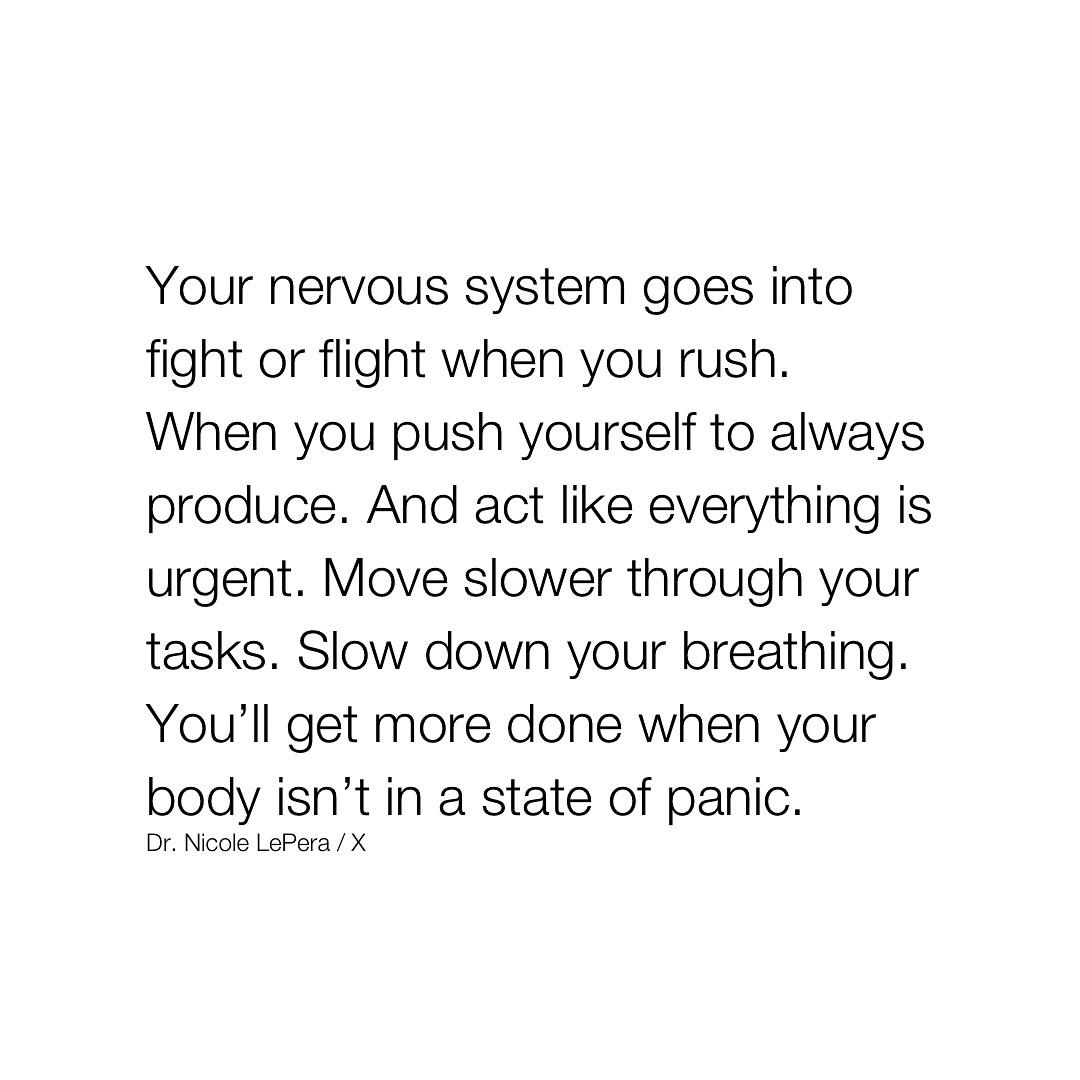 Your nervous system goes into
fight or flight when you rush.
When you push yourself to always
produce. And act like everything is
urgent. Move slower through your
tasks. Slow down your breathing.
You’ll get more done when your
body isn’t in a state of panic.
Dr. Nicole LePera / X